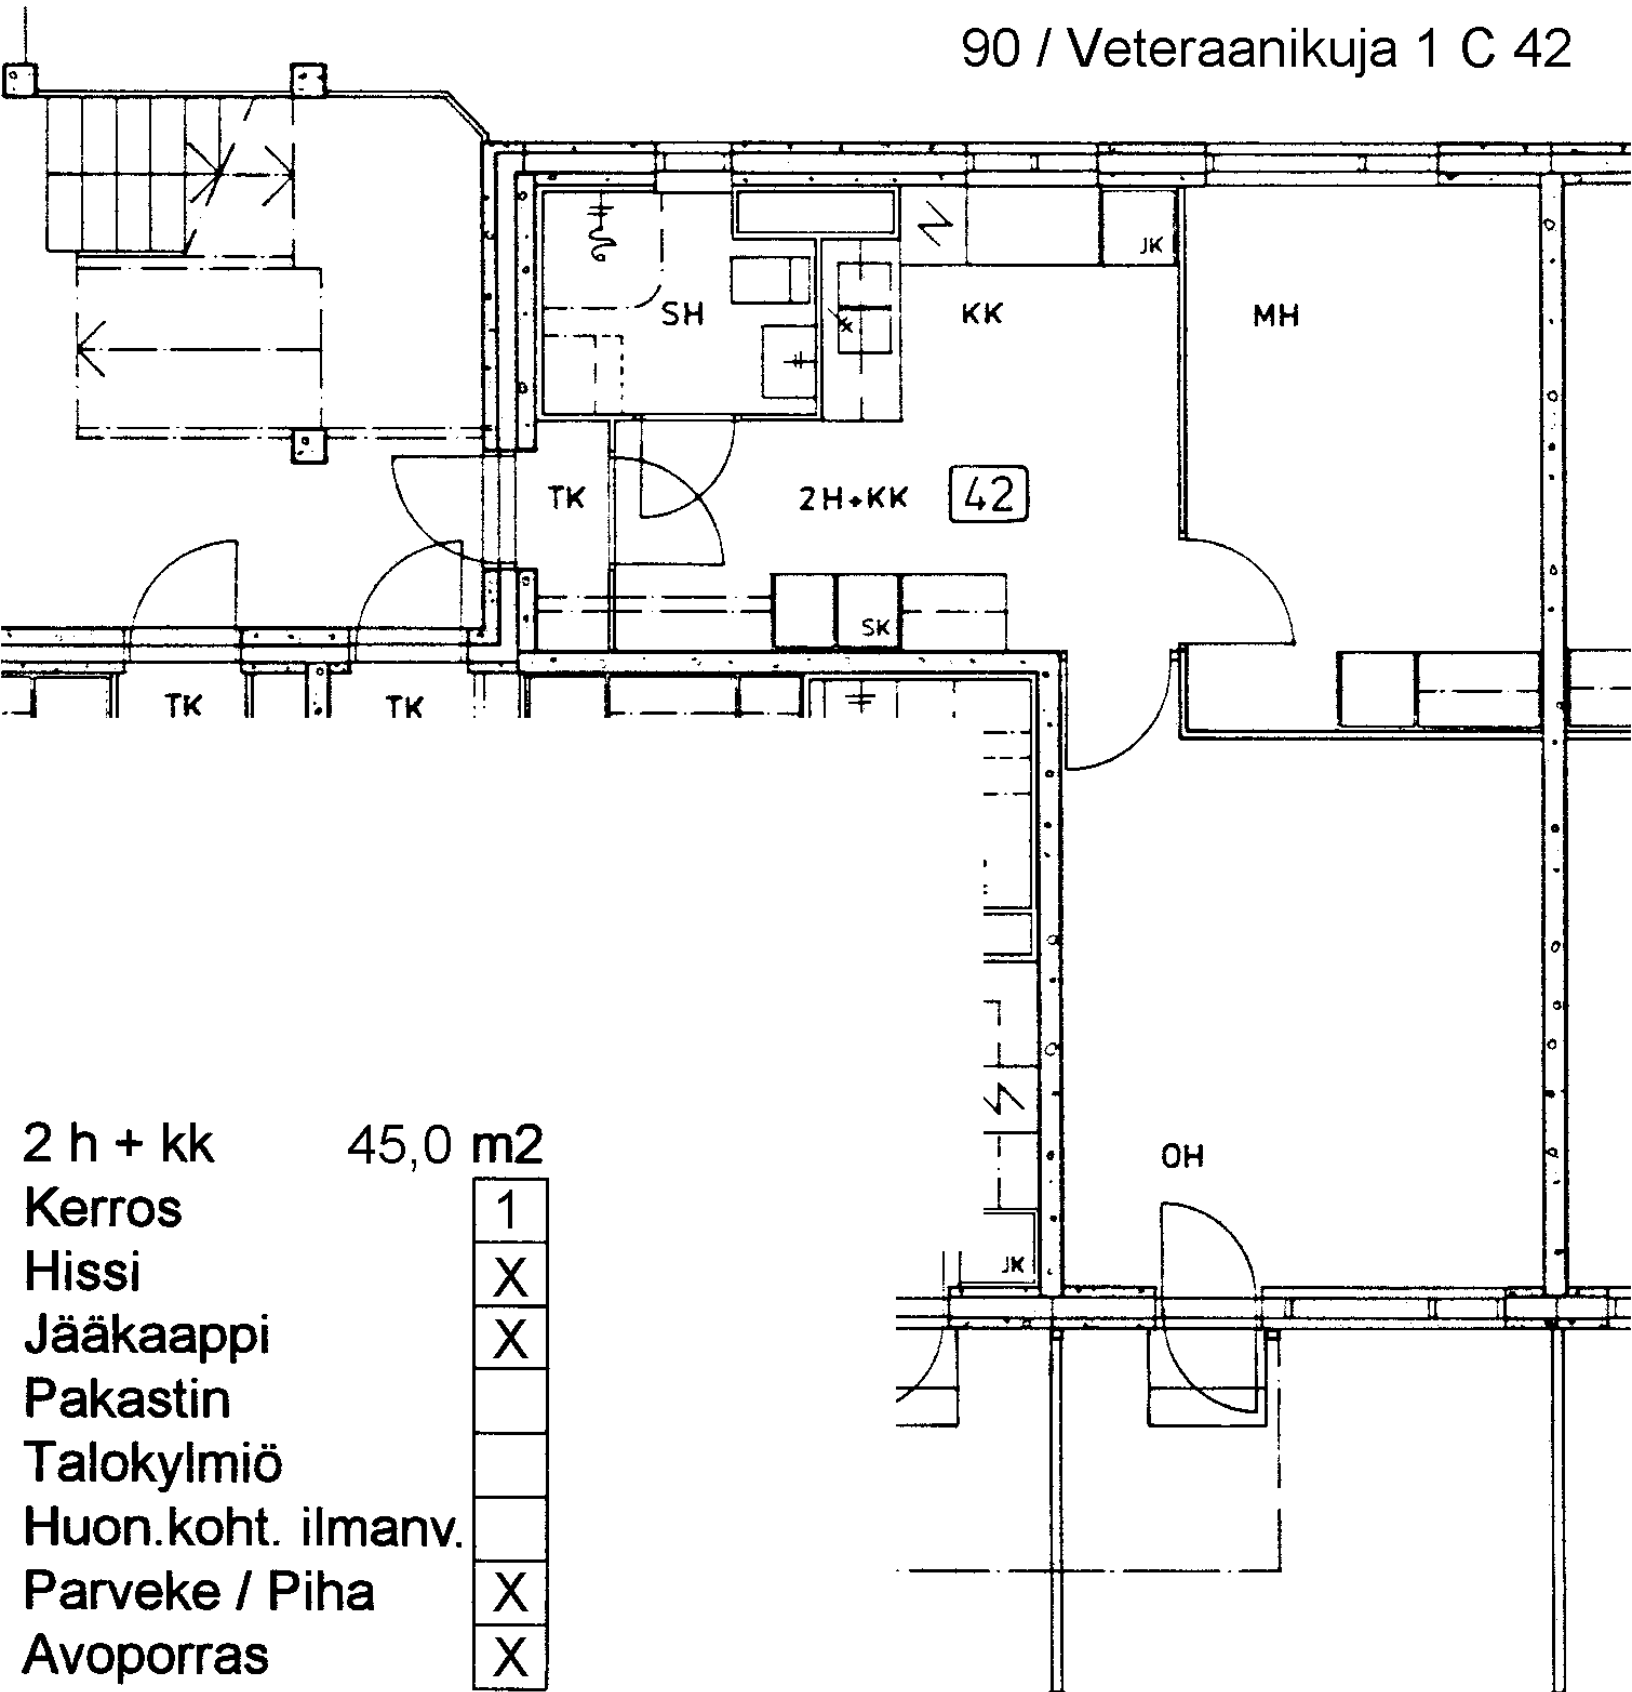 90 / Veteraanikuja 1 C 42
JK
SH
KK
MH
TK
2H+KK
42
SK
TK
TK
OH
JK
2 h + kk 45,0 m2
Kerros 1
Hissi X
Jääkaappi X
Pakastin
Talokylmiö
Huon.koht. ilmanv.
Parveke / Piha X
Avoporras X